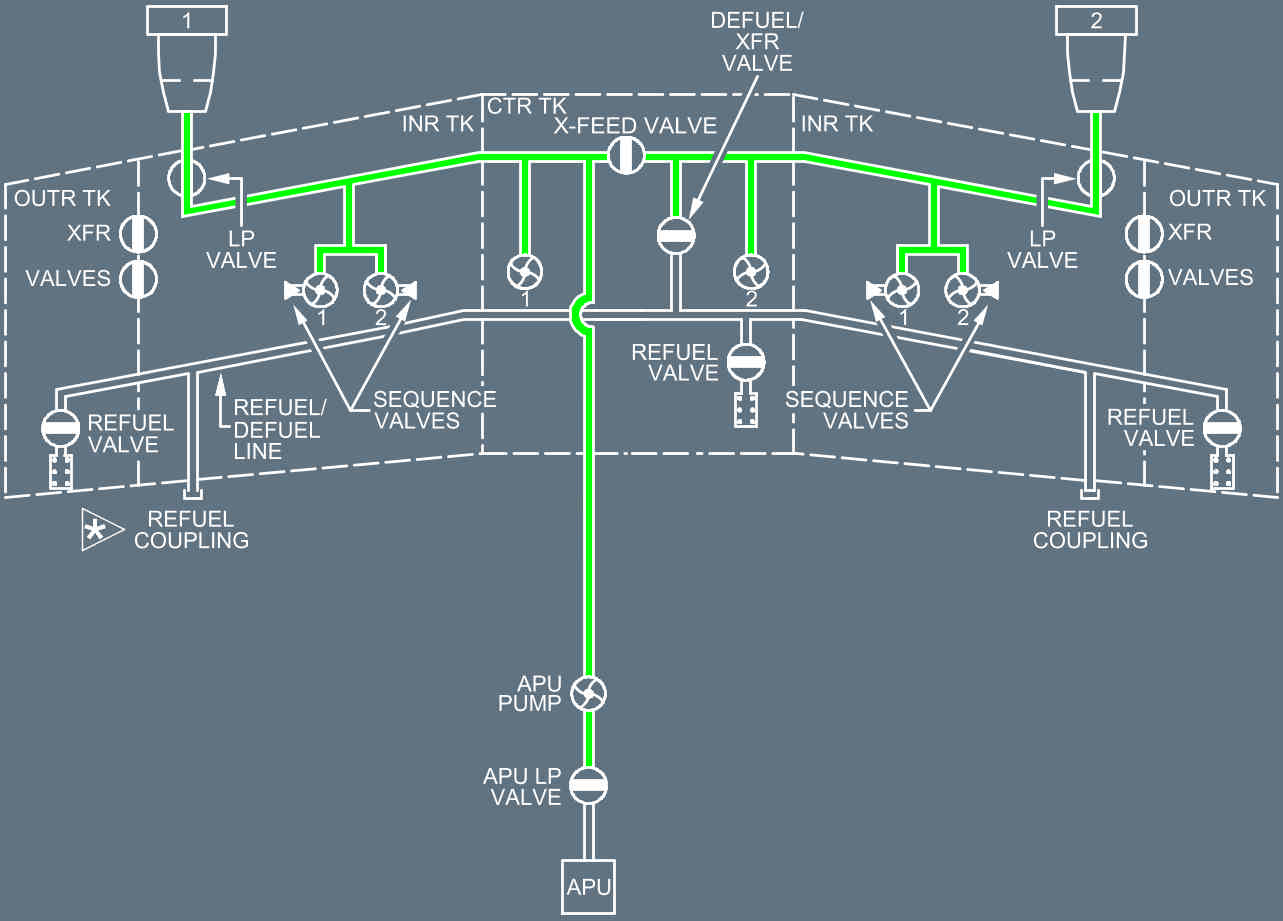 1
DEFUEL/
XFR
VALVE
2
CTR TK
INR TK
X-FEED VALVE
INR TK
OUTR TK
XFR
VALVES
LP
VALVE
LP
VALVE
OUTR TK
XFR
VALVES
1
2
1
2
1
2
REFUEL
VALVE
REFUEL/
DEFUEL
LINE
SEQUENCE
VALVES
SEQUENCE
VALVES
REFUEL
VALVE
REFUEL
VALVE
*
REFUEL
COUPLING
REFUEL
COUPLING
APU
PUMP
APU LP
VALVE
APU